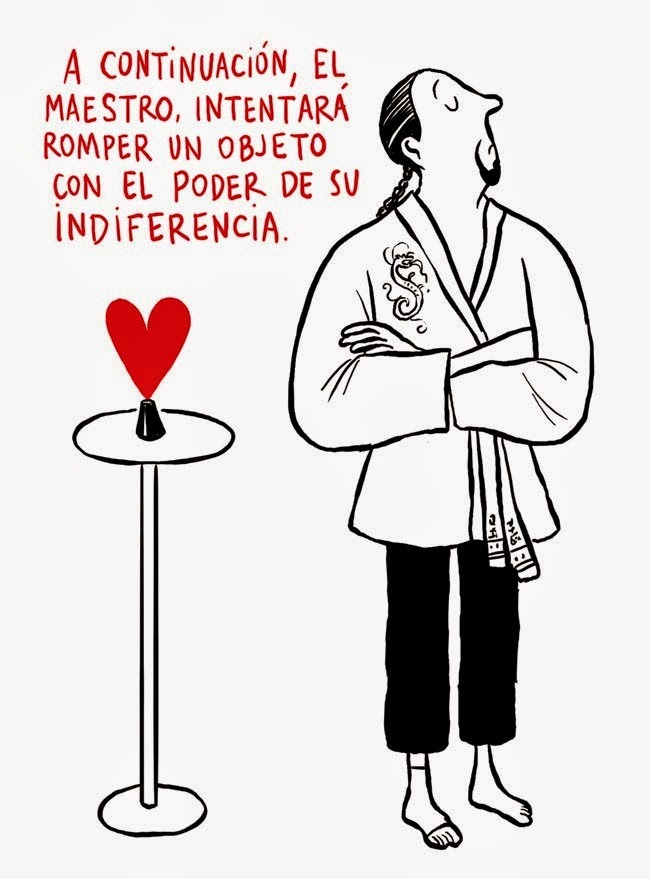 A CONTINUACIÓN, EL
MAESTRO, INTENTARÁ
ROMPER UN OBJETO
CON EL PODER DE SU
INDIFERENCIA.